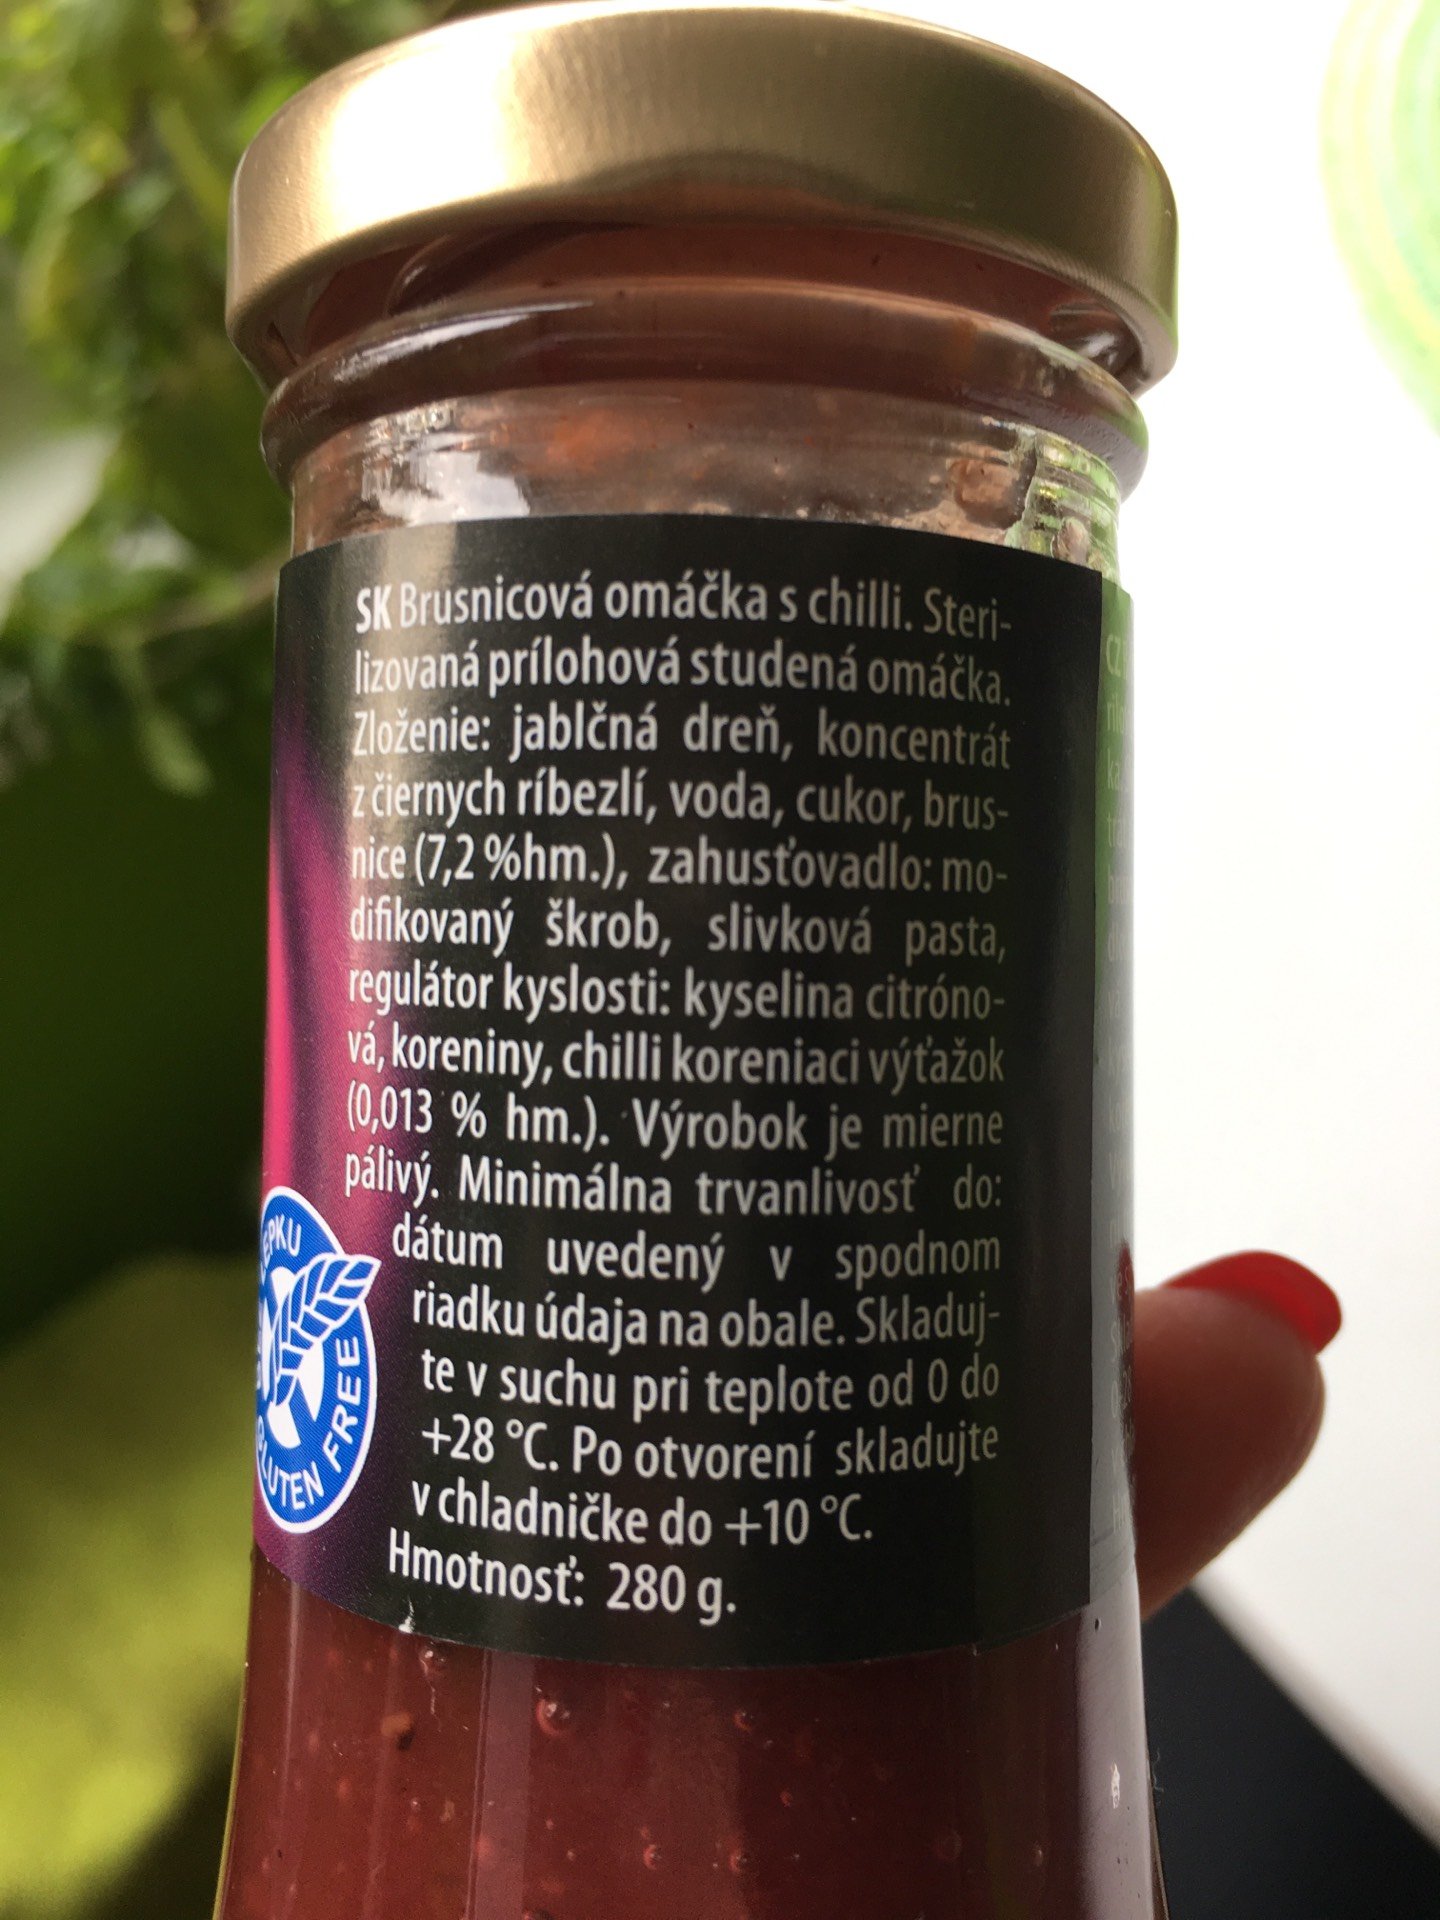 SK Brusnicová omáčka s chilli. Steri-
lizovaná prílohová studená omáčka.
Zloženie: jablčná dreň, koncentrát
z čiernych ríbezlí, voda, cukor, brus-
nice (7,2 %hm.), zahusťovadlo: mo-
difikovaný škrob, slivková pasta,
regulátor kyslosti: kyselina citróno-
vá, koreniny, chilli koreniaci výťažok
(0,013 % hm.). Výrobok je mierne
pálivý. Minimálna trvanlivosť do:
dátum uvedený v spodnom
riadku údaja na obale. Skladuj-
te v suchu pri teplote od 0 do
+28 °C. Po otvorení skladujte
v chladničke do +10 °C.
Hmotnosť: 280 g.
GLUTEN FREE
CZ